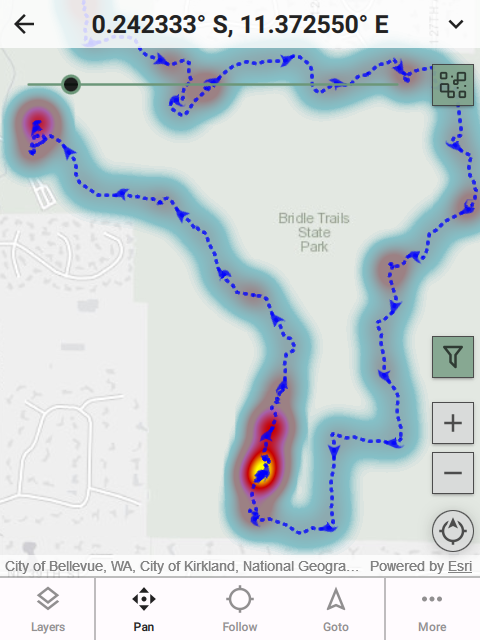 0.242333° S, 11.372550° E
Bridle Trails
State
Park
City of Bellevue, WA, City of Kirkland, National Geogra... Powered by Esri
Layers Pan Follow Goto More